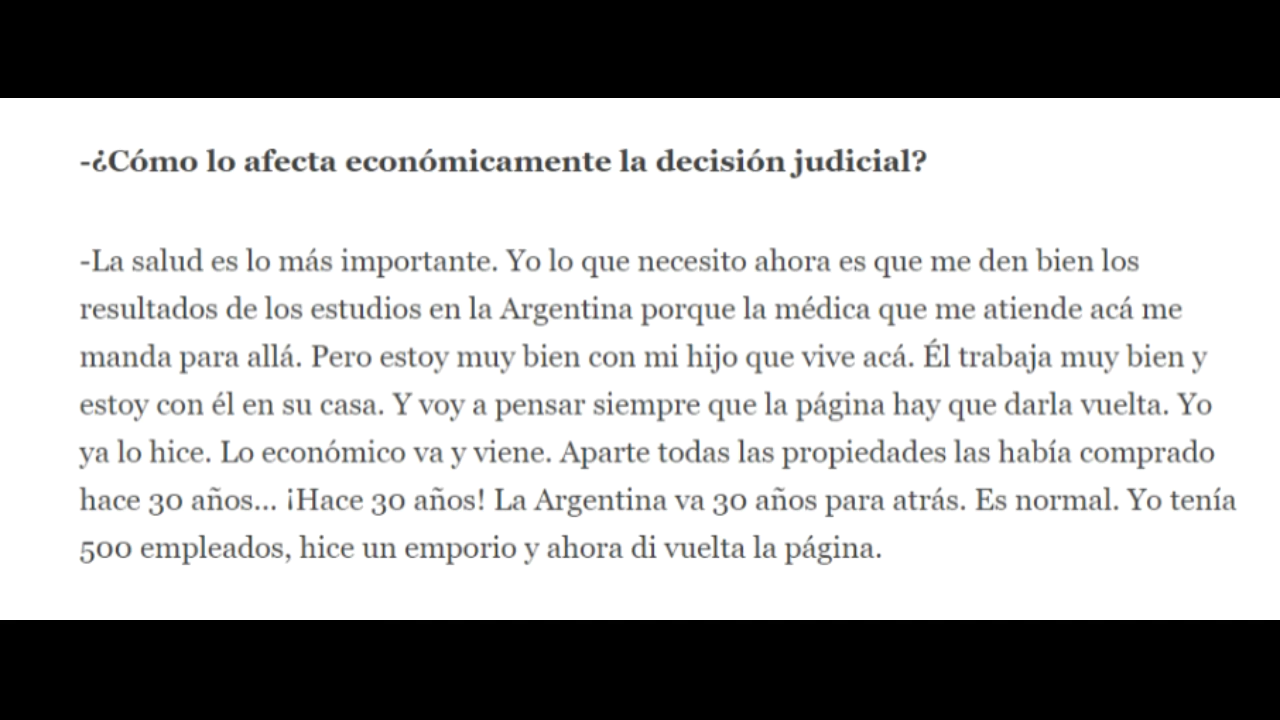 -¿Cómo lo afecta económicamente la decisión judicial?
-La salud es lo más importante. Yo lo que necesito ahora es que me den bien los
resultados de los estudios en la Argentina porque la médica que me atiende acá me
manda para allá. Pero estoy muy bien con mi hijo que vive acá. Él trabaja muy bien y
estoy con él en su casa. Y voy a pensar siempre que la página hay que darla vuelta. Yo
ya lo hice. Lo económico va y viene. Aparte todas las propiedades las había comprado
hace 30 años... ¡Hace 30 años! La Argentina va 30 años para atrás. Es normal. Yo tenía
500 empleados, hice un emporio y ahora di vuelta la página.